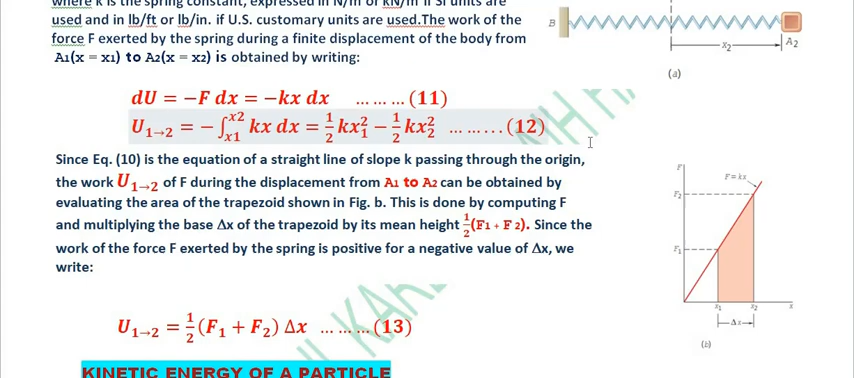 where k is the spring constant, expressed in N/m or kN/m if SI units are
used and in lb/ft or lb/in. if U.S. customary units are used.The work of the
force F exerted by the spring during a finite displacement of the body from
A1(x = x1) to A2(x = x2) is obtained by writing:
dU = −F dx = −kx dx ... ... ... (11)
U₁→₂ = − ∫ₓ₁ˣ² kx dx = 1/2 kx₁² − 1/2 kx₂² ... ... ... (12)
Since Eq. (10) is the equation of a straight line of slope k passing through the origin,
the work U₁→₂ of F during the displacement from A1 to A2 can be obtained by
evaluating the area of the trapezoid shown in Fig. b. This is done by computing F
and multiplying the base Δx of the trapezoid by its mean height 1/2 (F1 + F 2). Since the
work of the force F exerted by the spring is positive for a negative value of Δx, we
write:
U₁→₂ = 1/2 (F₁ + F₂) Δx ... ... ... (13)
KINETIC ENERGY OF A PARTICLE
B
x₂
A₂
(a)
F
F = kx
F₂
F₁
x₁ x₂ x
Δx
(b)